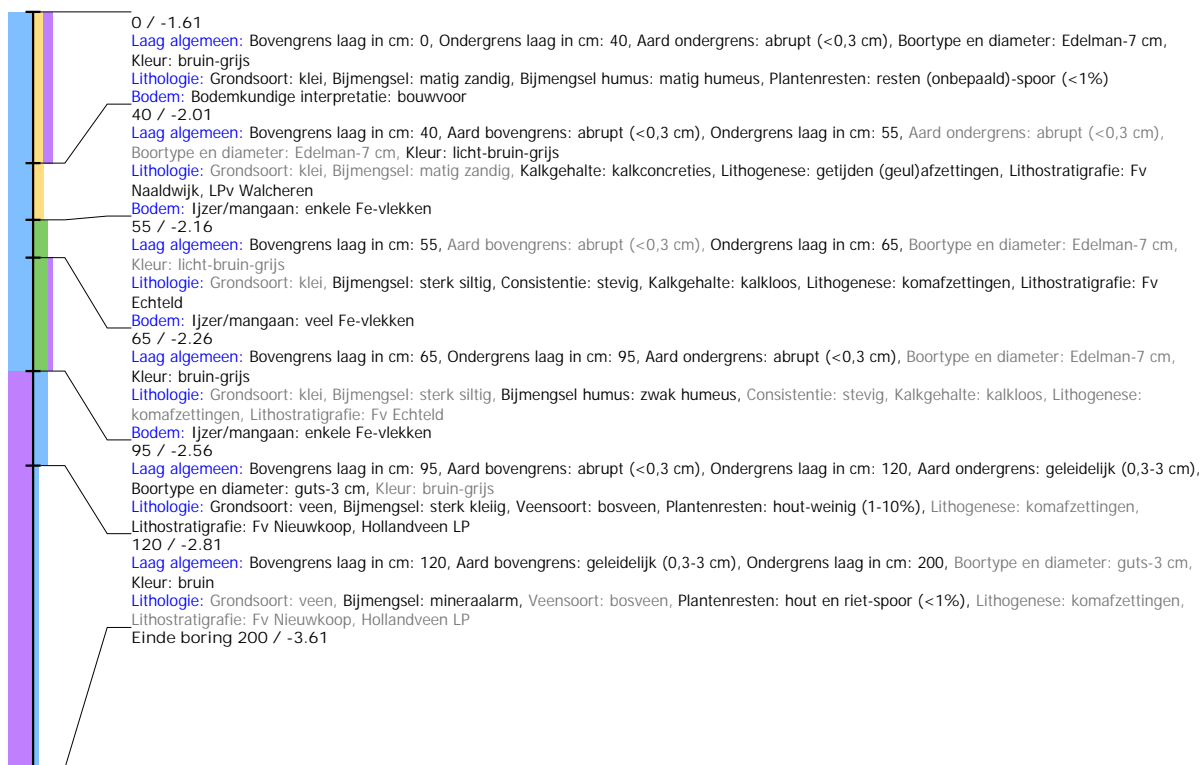 0 / -1.61
Laag algemeen: Bovengrens laag in cm: 0, Ondergrens laag in cm: 40, Aard ondergrens: abrupt (<0,3 cm), Boortype en diameter: Edelman-7 cm,
Kleur: bruin-grijs
Lithologie: Grondsoort: klei, Bijmengsel: matig zandig, Bijmengsel humus: matig humeus, Plantenresten: resten (onbepaald)-spoor (<1%)
Bodem: Bodemkundige interpretatie: bouwvoor
40 / -2.01
Laag algemeen: Bovengrens laag in cm: 40, Aard bovengrens: abrupt (<0,3 cm), Ondergrens laag in cm: 55, Aard ondergrens: abrupt (<0,3 cm),
Boortype en diameter: Edelman-7 cm, Kleur: licht-bruin-grijs
Lithologie: Grondsoort: klei, Bijmengsel: matig zandig, Kalkgehalte: kalkconcreties, Lithogenese: getijden (geul)afzettingen, Lithostratigrafie: Fv
Naaldwijk, LPv Walcheren
Bodem: Ijzer/mangaan: enkele Fe-vlekken
55 / -2.16
Laag algemeen: Bovengrens laag in cm: 55, Aard bovengrens: abrupt (<0,3 cm), Ondergrens laag in cm: 65, Boortype en diameter: Edelman-7 cm,
Kleur: licht-bruin-grijs
Lithologie: Grondsoort: klei, Bijmengsel: sterk siltig, Consistentie: stevig, Kalkgehalte: kalkloos, Lithogenese: komafzettingen, Lithostratigrafie: Fv
Echteld
Bodem: Ijzer/mangaan: veel Fe-vlekken
65 / -2.26
Laag algemeen: Bovengrens laag in cm: 65, Ondergrens laag in cm: 95, Aard ondergrens: abrupt (<0,3 cm), Boortype en diameter: Edelman-7 cm,
Kleur: bruin-grijs
Lithologie: Grondsoort: klei, Bijmengsel: sterk siltig, Bijmengsel humus: zwak humeus, Consistentie: stevig, Kalkgehalte: kalkloos, Lithogenese:
komafzettingen, Lithostratigrafie: Fv Echteld
Bodem: Ijzer/mangaan: enkele Fe-vlekken
95 / -2.56
Laag algemeen: Bovengrens laag in cm: 95, Aard bovengrens: abrupt (<0,3 cm), Ondergrens laag in cm: 120, Aard ondergrens: geleidelijk (0,3-3 cm),
Boortype en diameter: guts-3 cm, Kleur: bruin-grijs
Lithologie: Grondsoort: veen, Bijmengsel: sterk kleiig, Veensoort: bosveen, Plantenresten: hout-weinig (1-10%), Lithogenese: komafzettingen,
Lithostratigrafie: Fv Nieuwkoop, Hollandveen LP
120 / -2.81
Laag algemeen: Bovengrens laag in cm: 120, Aard bovengrens: geleidelijk (0,3-3 cm), Ondergrens laag in cm: 200, Boortype en diameter: guts-3 cm,
Kleur: bruin
Lithologie: Grondsoort: veen, Bijmengsel: mineraalarm, Veensoort: bosveen, Plantenresten: hout en riet-spoor (<1%), Lithogenese: komafzettingen,
Lithostratigrafie: Fv Nieuwkoop, Hollandveen LP
Einde boring 200 / -3.61